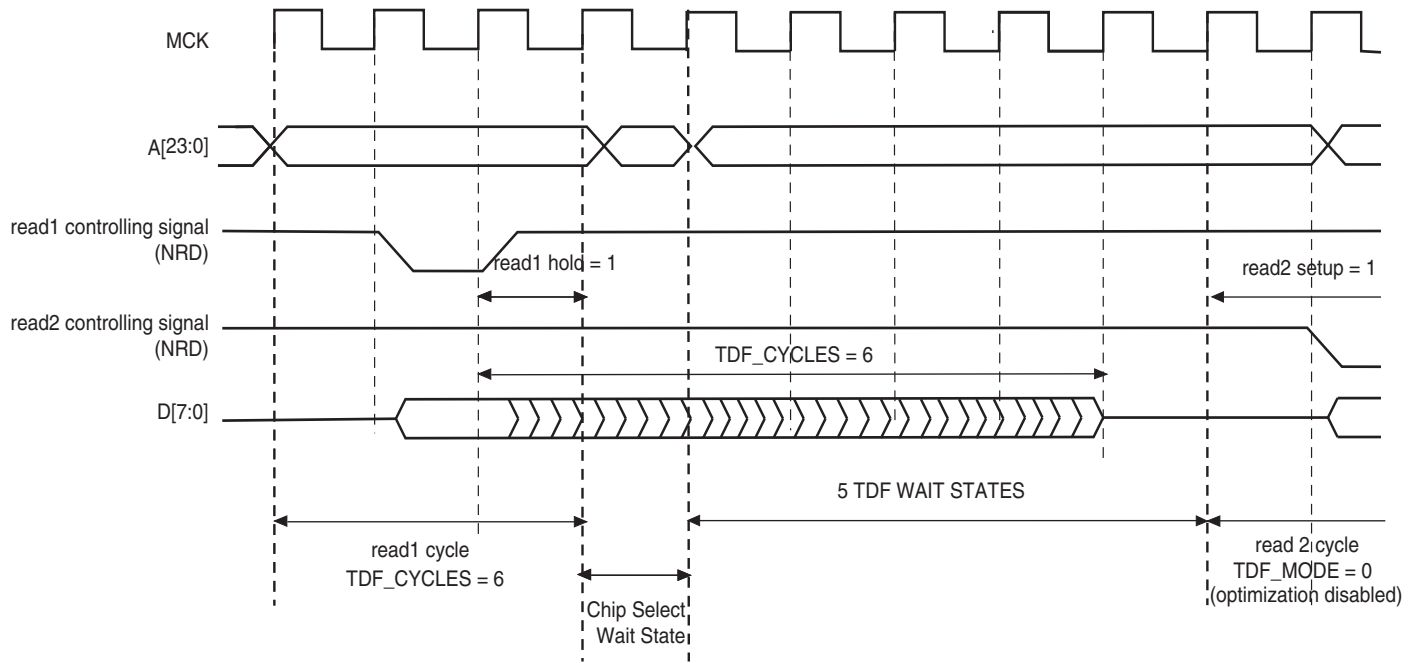 MCK
A[23:0]
read1 controlling signal
(NRD)
read1 hold = 1
read2 setup = 1
read2 controlling signal
(NRD)
TDF_CYCLES = 6
D[7:0]
5 TDF WAIT STATES
read1 cycle
TDF_CYCLES = 6
Chip Select
Wait State
read 2 cycle
TDF_MODE = 0
(optimization disabled)